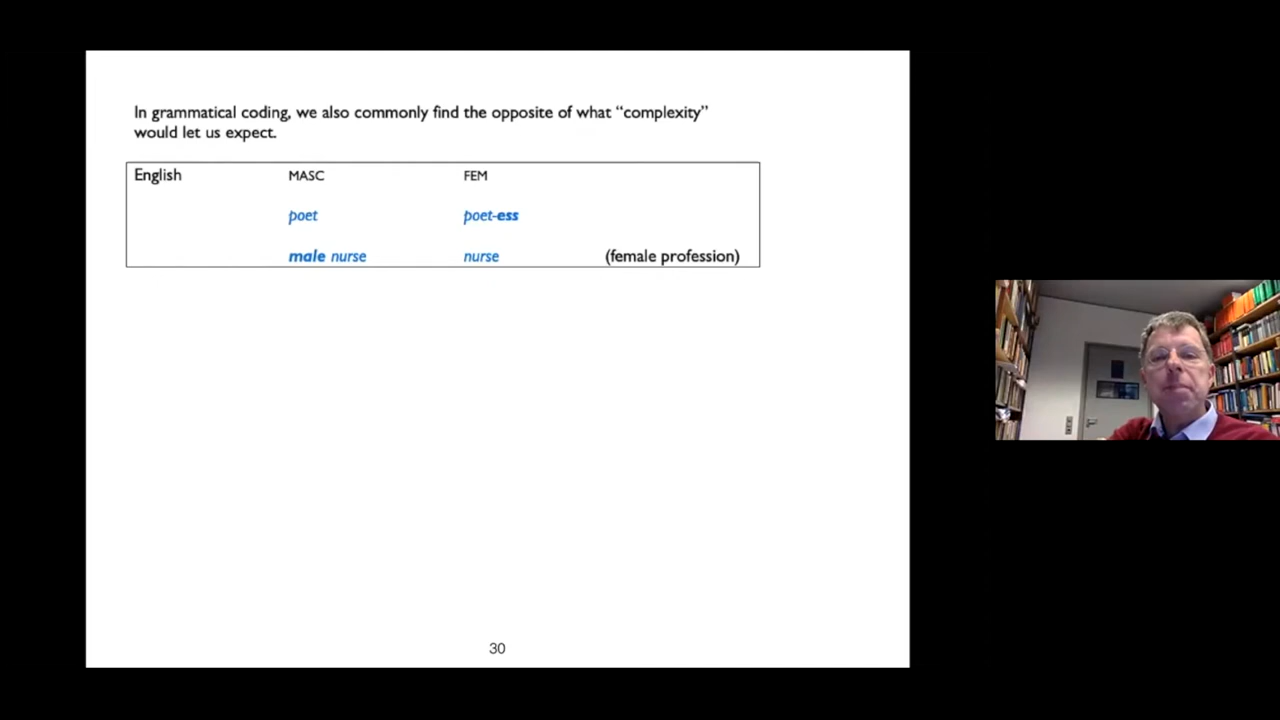 In grammatical coding, we also commonly find the opposite of what “complexity”
would let us expect.
English MASC FEM
poet poet-ess
male nurse nurse (female profession)
30